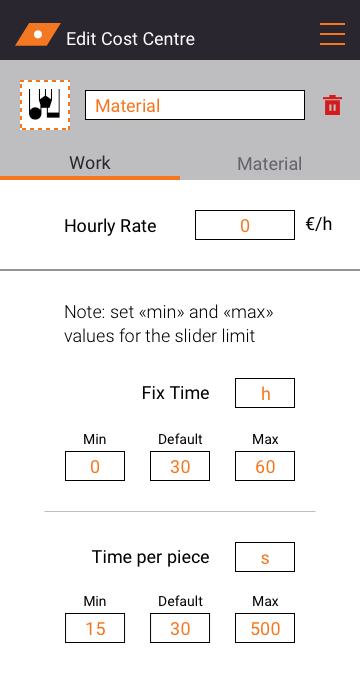 Edit Cost Centre
Material
Work Material
Hourly Rate 0 €/h
Note: set «min» and «max»
values for the slider limit
Fix Time h
Min Default Max
0 30 60
Time per piece s
Min Default Max
15 30 500